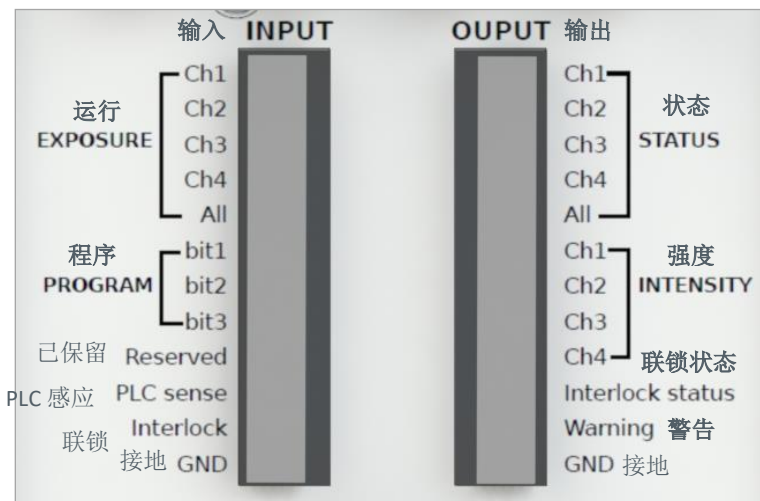 输入 INPUT
Ch1
Ch2
运行
EXPOSURE
Ch3
Ch4
All
程序
PROGRAM
bit1
bit2
bit3
已保留 Reserved
PLC 感应 PLC sense
联锁 Interlock
接地 GND
OUPUT 输出
Ch1
Ch2
状态
STATUS
Ch3
Ch4
All
Ch1
强度
INTENSITY
Ch2
Ch3
Ch4
联锁状态
Interlock status
Warning 警告
GND 接地